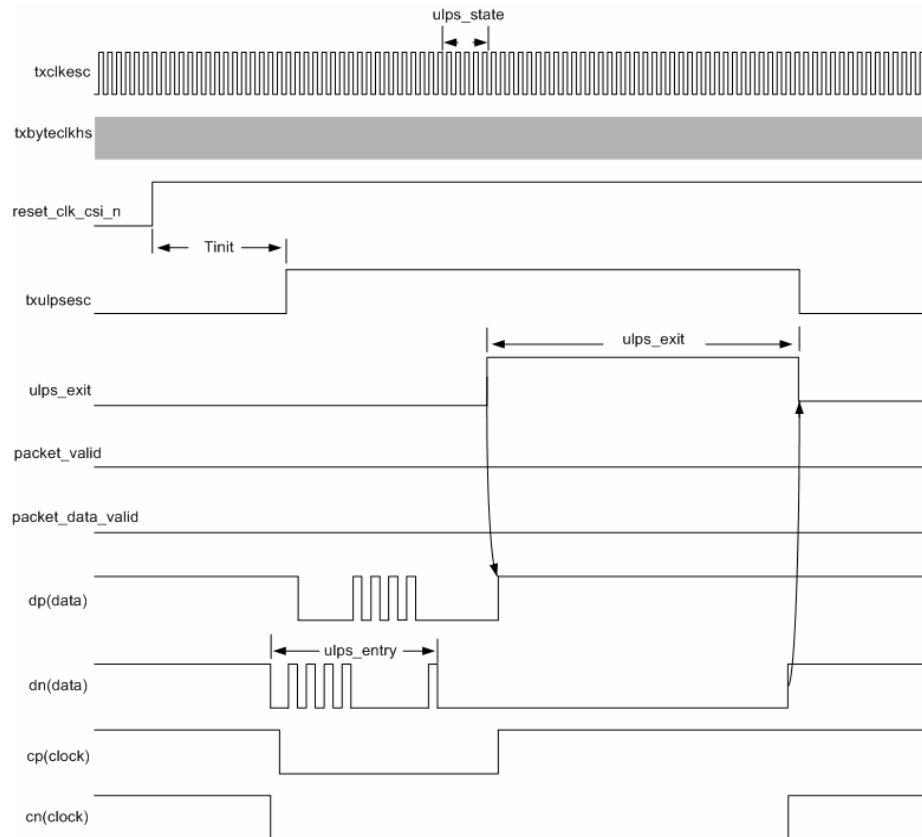 ulps_state
txclkesc
txbyteclkhs
reset_clk_csi_n
Tinit
txulpsesc
ulps_exit
ulps_exit
packet_valid
packet_data_valid
dp(data)
ulps_entry
dn(data)
cp(clock)
cn(clock)